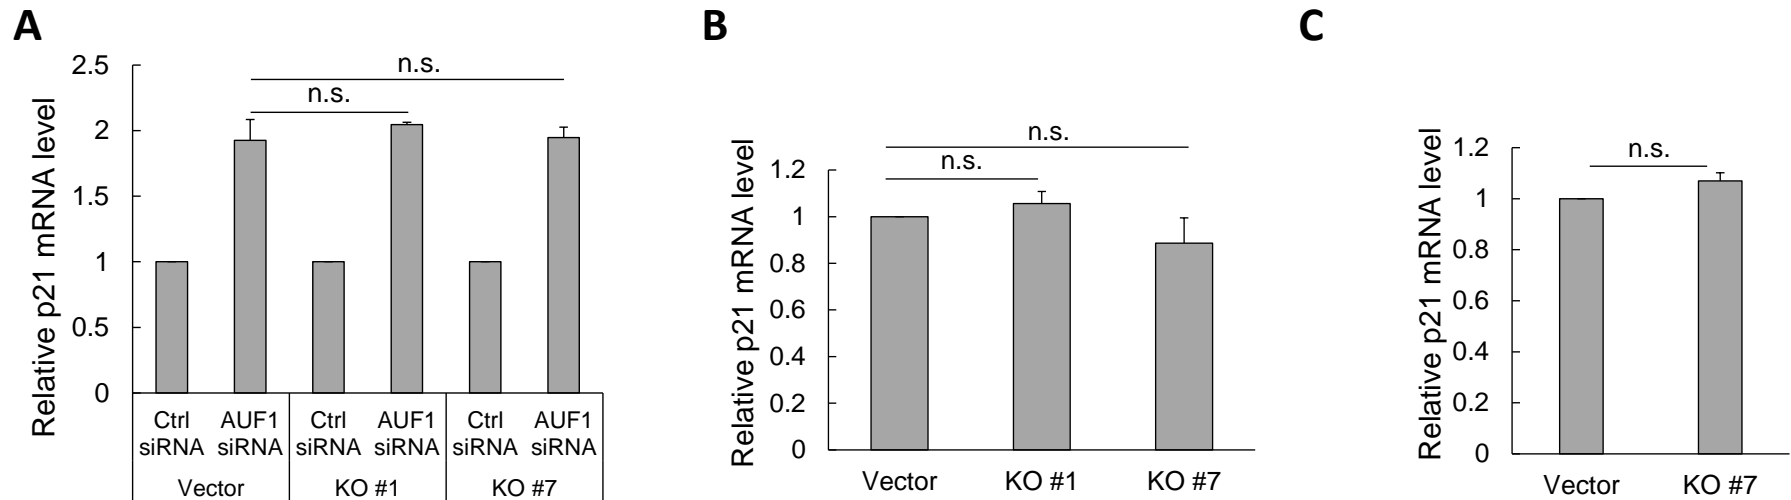 A
Relative p21 mRNA level
2.5
2
1.5
1
0.5
0
n.s.
n.s.
Ctrl siRNA
AUF1 siRNA
Ctrl siRNA
AUF1 siRNA
Ctrl siRNA
AUF1 siRNA
Vector
KO #1
KO #7
B
Relative p21 mRNA level
1.2
1
0.8
0.6
0.4
0.2
0
n.s.
n.s.
Vector
KO #1
KO #7
C
Relative p21 mRNA level
1.2
1
0.8
0.6
0.4
0.2
0
n.s.
Vector
KO #7